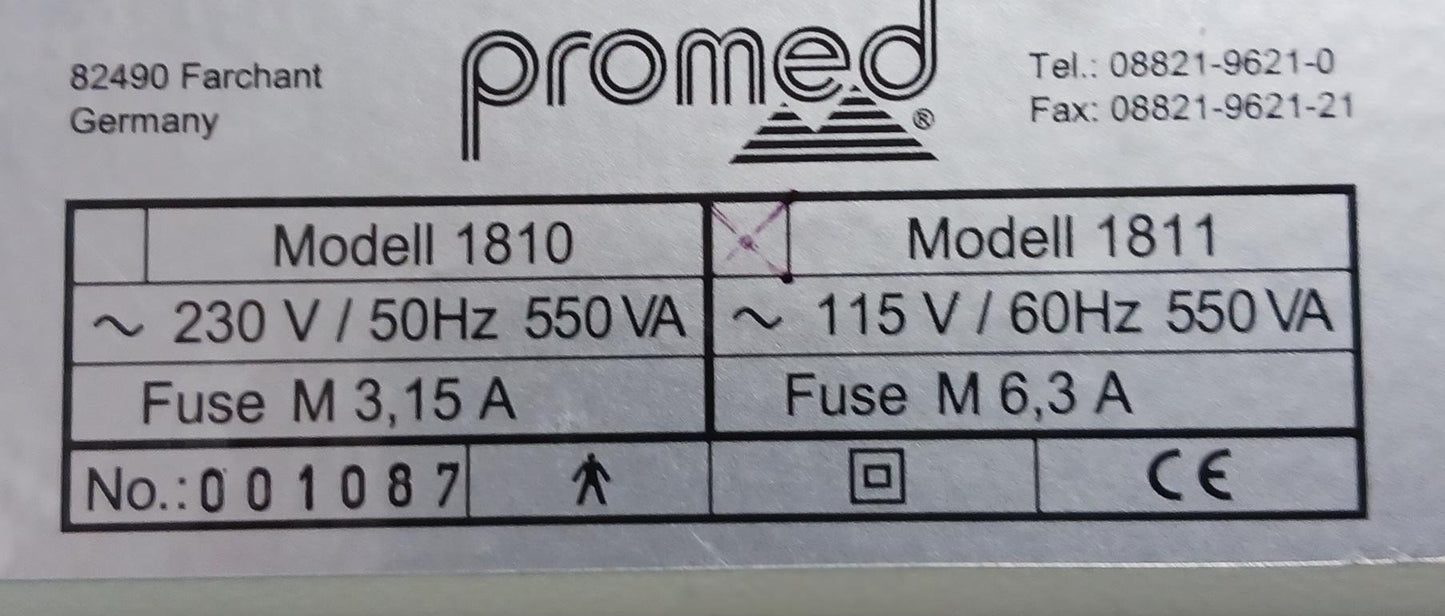 82490 Farchant
Germany
promed®
Tel.: 08821-9621-0
Fax: 08821-9621-21
Modell 1810
Modell 1811
~ 230 V / 50Hz 550 VA
~ 115 V / 60Hz 550 VA
Fuse M 3,15 A
Fuse M 6,3 A
No.: 001087
CE